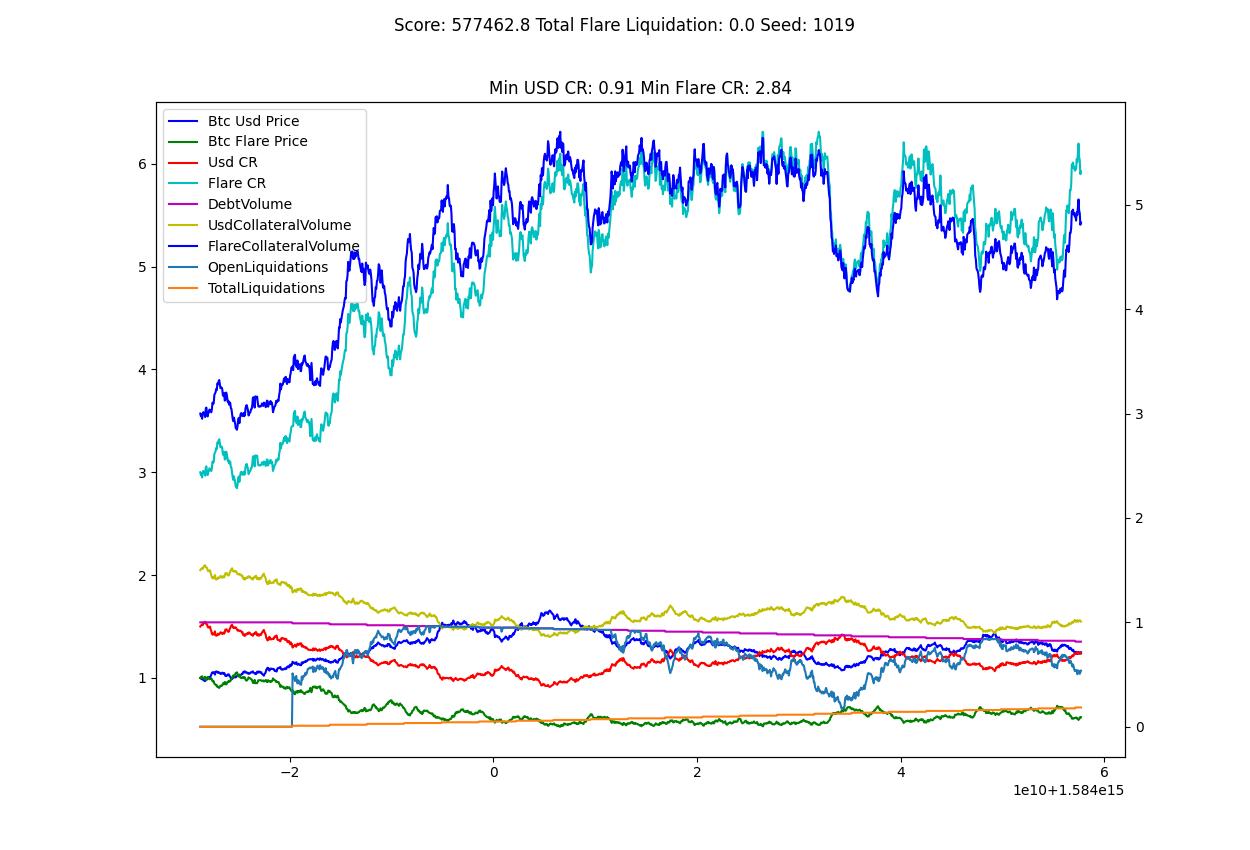 Score: 577462.8 Total Flare Liquidation: 0.0 Seed: 1019
Min USD CR: 0.91 Min Flare CR: 2.84
Btc Usd Price
Btc Flare Price
Usd CR
Flare CR
DebtVolume
UsdCollateralVolume
FlareCollateralVolume
OpenLiquidations
TotalLiquidations
6
5
4
3
2
1
5
4
3
2
1
0
−2
0
2
4
6
1e10+1.584e15